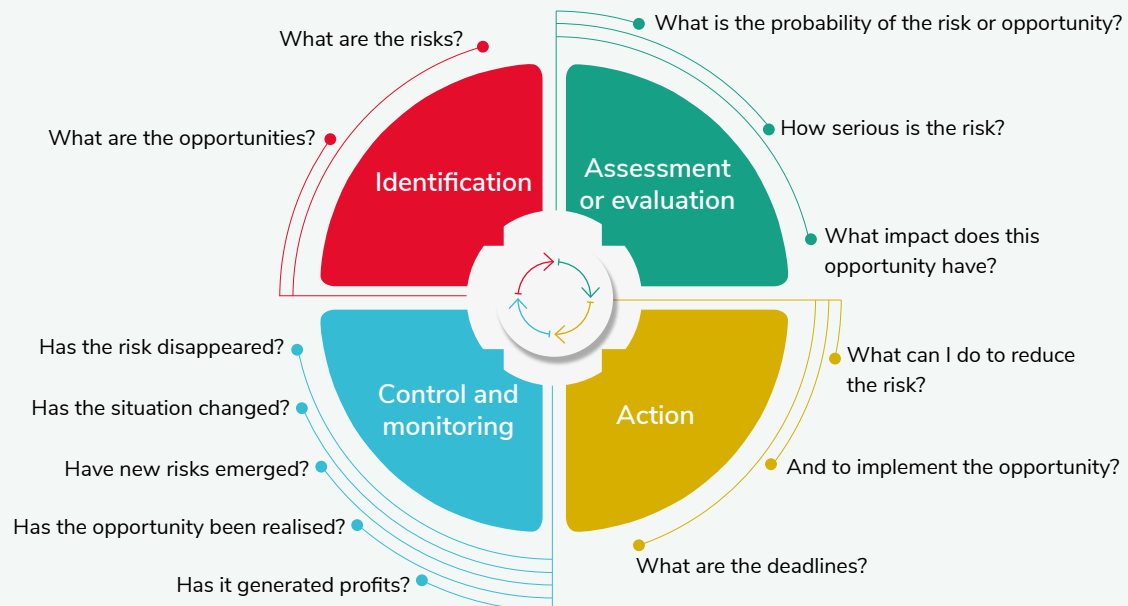 What are the risks?
What are the opportunities?
Identification
What is the probability of the risk or opportunity?
How serious is the risk?
What impact does this
opportunity have?
Assessment
or evaluation
What can I do to reduce
the risk?
And to implement the opportunity?
What are the deadlines?
Action
Has the risk disappeared?
Has the situation changed?
Have new risks emerged?
Has the opportunity been realised?
Has it generated profits?
Control and
monitoring